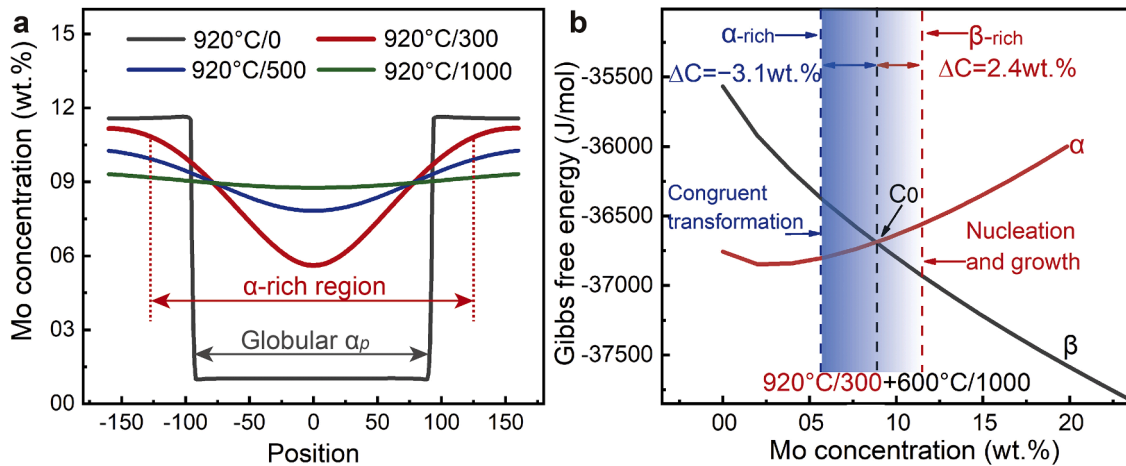 a
920°C/0
920°C/300
920°C/500
920°C/1000
Mo concentration (wt.%)
15
12
09
06
03
00
α-rich region
Globular αp
-150 -100 -50 0 50 100 150
Position
b
α-rich
β-rich
ΔC=−3.1wt.%
ΔC=2.4wt.%
Gibbs free energy (J/mol)
-35500
-36000
-36500
-37000
-37500
α
C0
Congruent
transformation
Nucleation
and growth
β
920°C/300+600°C/1000
00 05 10 15 20
Mo concentration (wt.%)